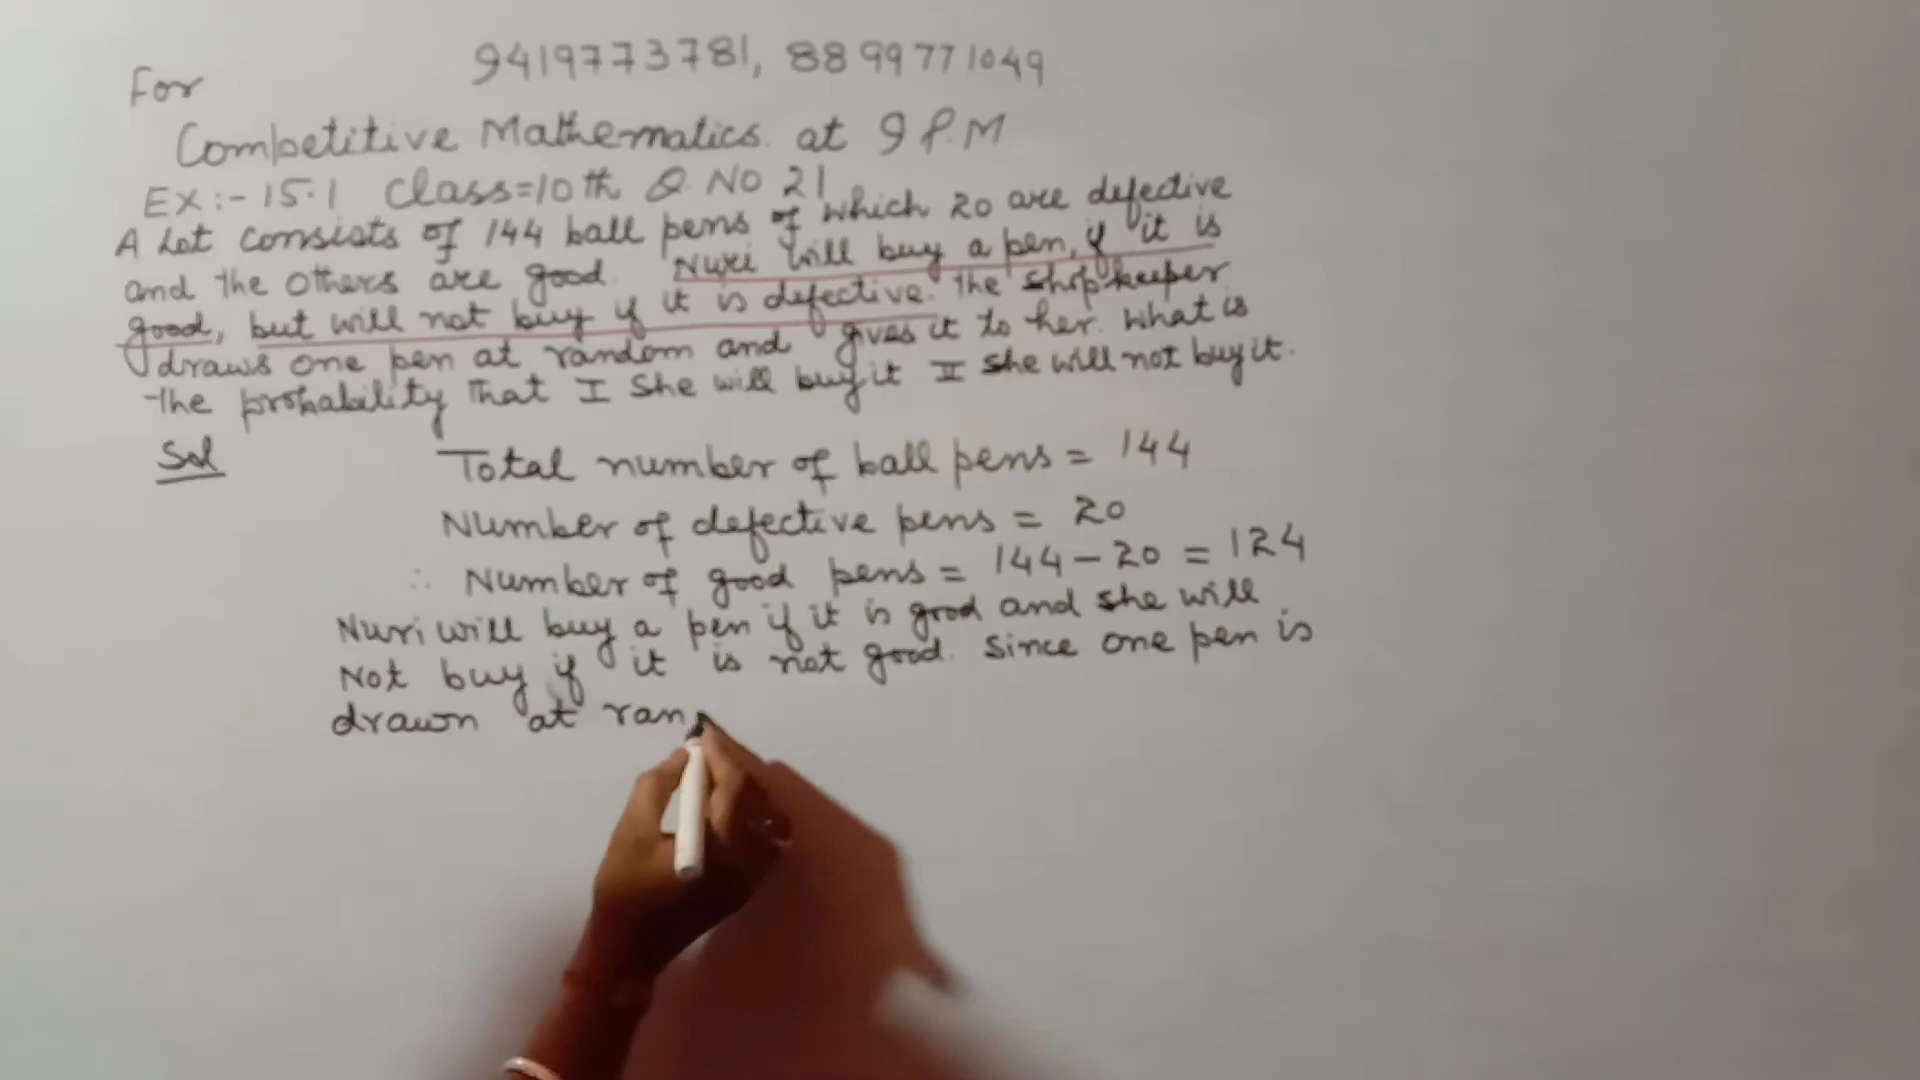 9419773781, 8899771049
For
Competitive Mathematics at 9 P.M
EX:- 15.1 Class=10th Q. NO 21
A Lot consists of 144 ball pens of which 20 are defective
and the others are good. Nuri will buy a pen, if it is
good, but will not buy if it is defective. The shopkeeper
draws one pen at random and gives it to her. What is
the probability that I She will buy it II she will not buy it.
Sol Total number of ball pens = 144
Number of defective pens = 20
∴ Number of good pens = 144 - 20 = 124
Nuri will buy a pen if it is good and she will
Not buy if it is not good. Since one pen is
drawn at ran